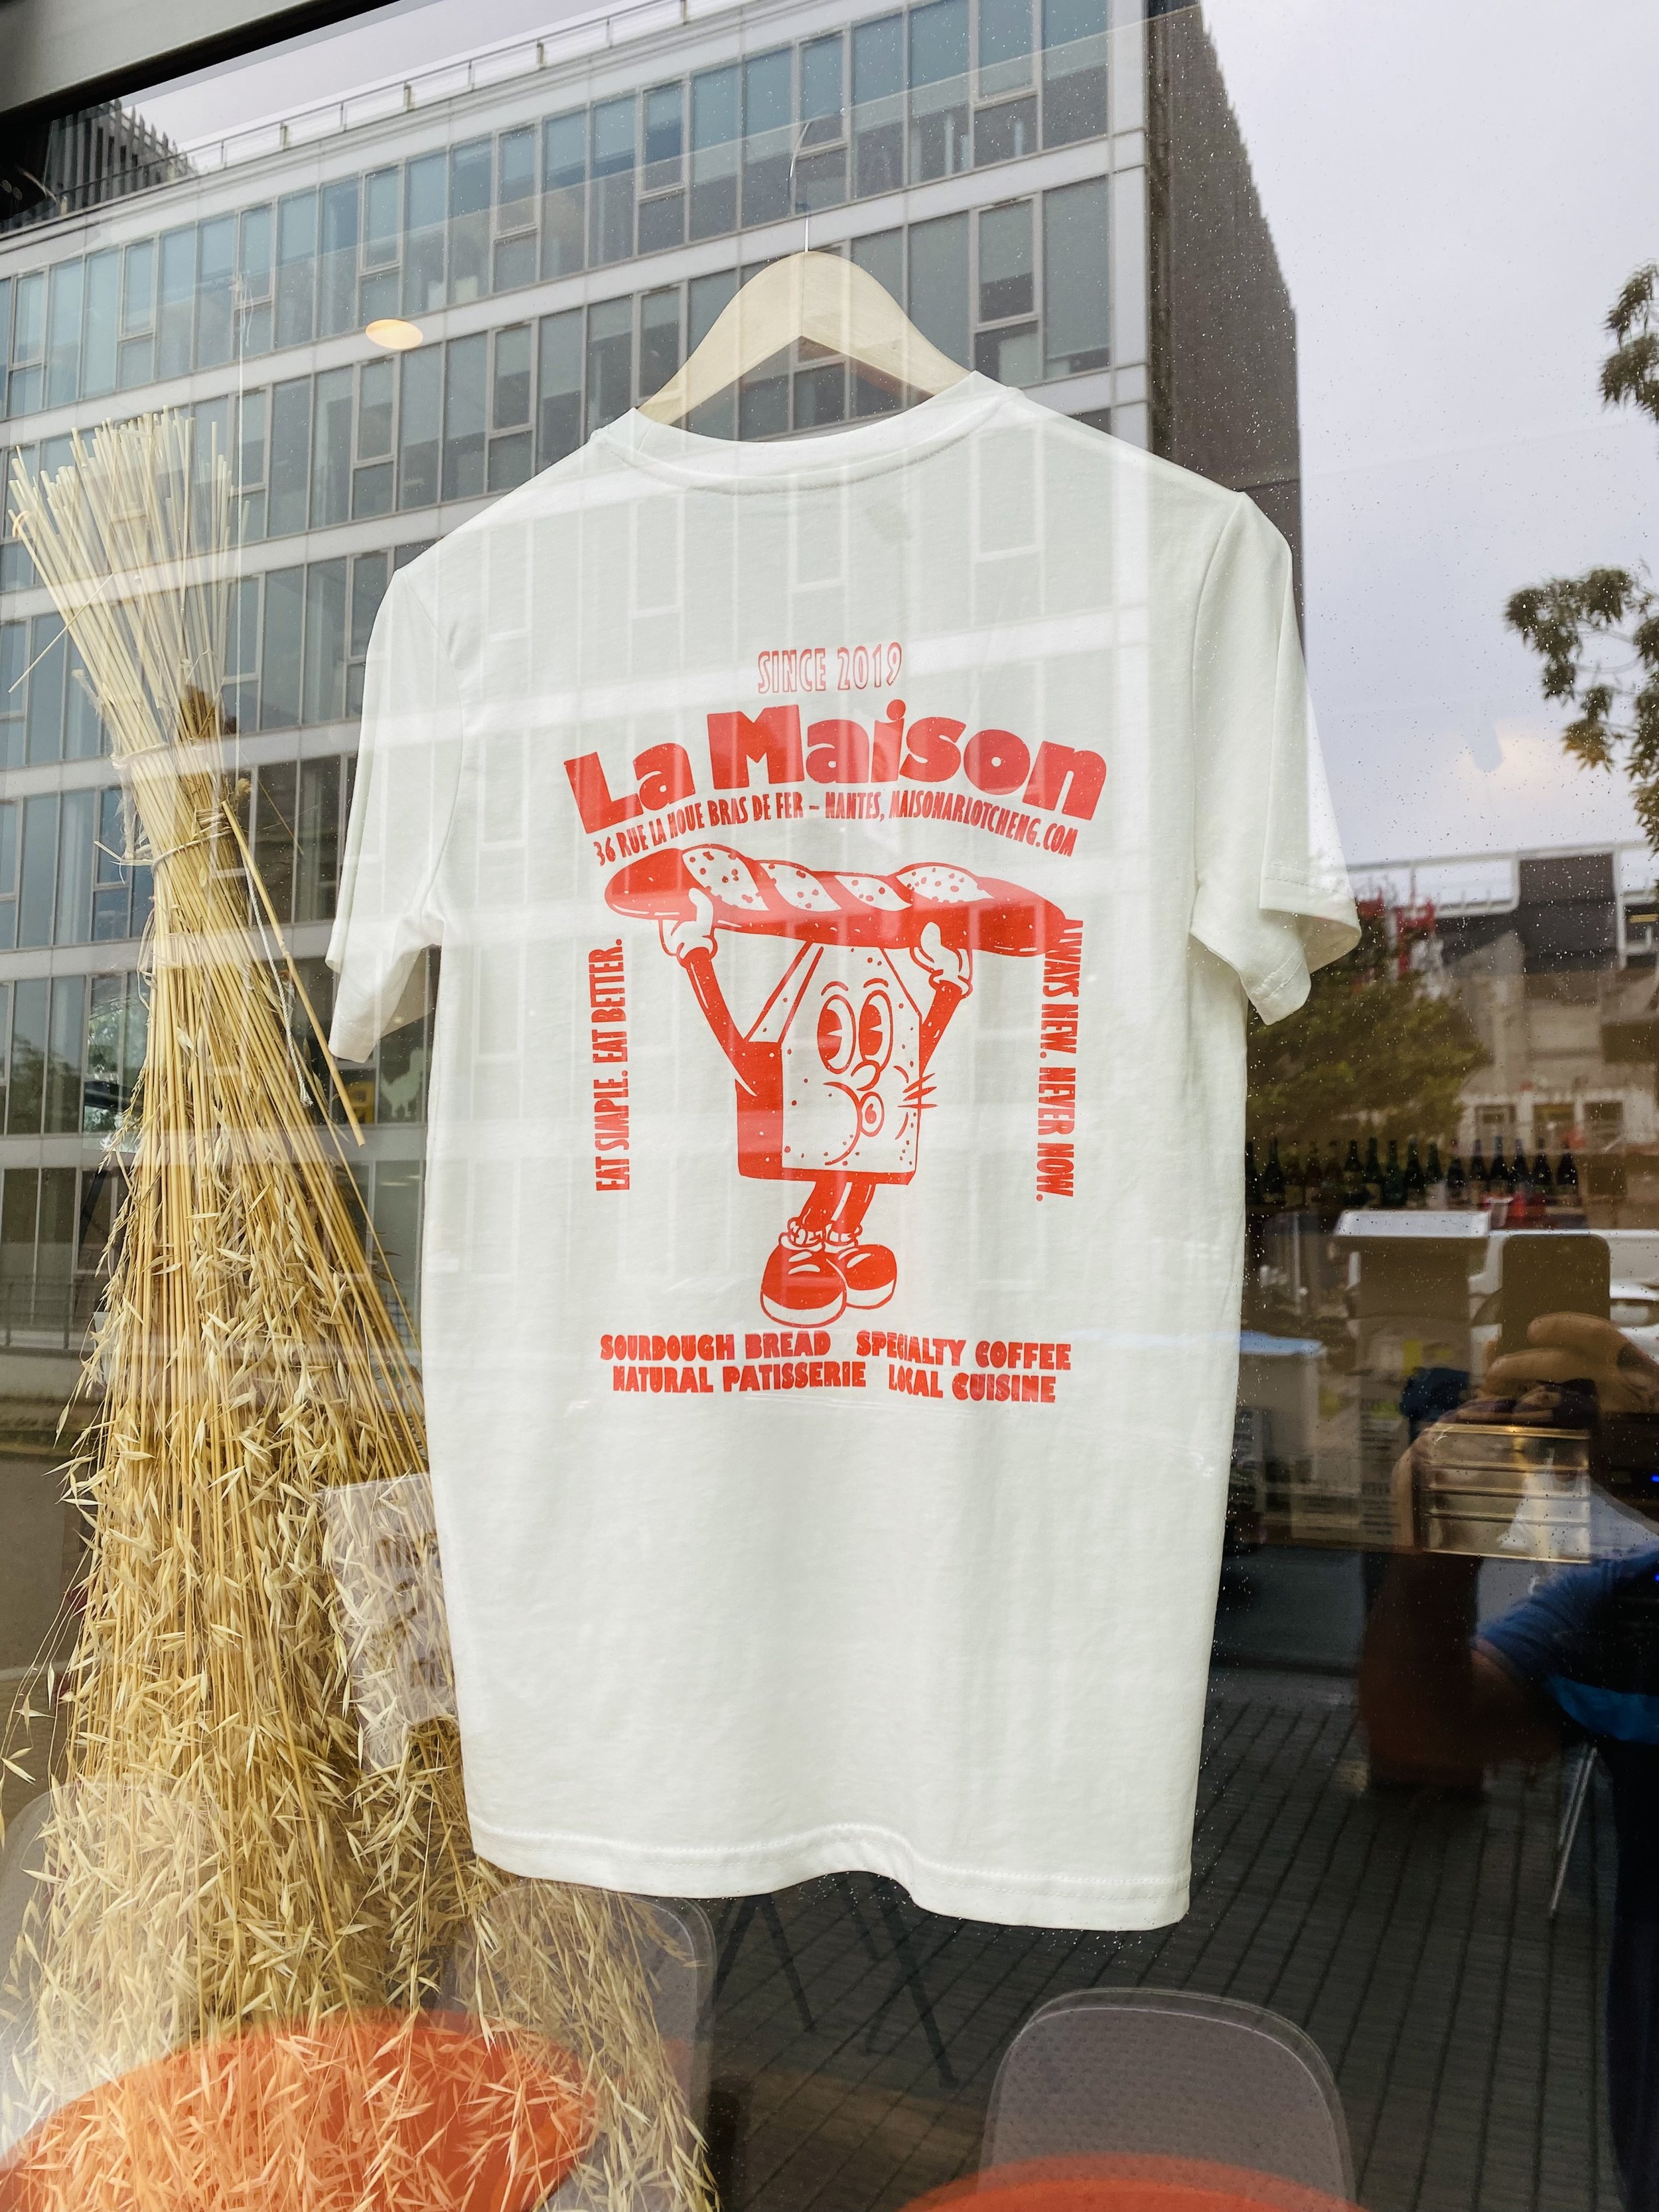 SINCE 2019
La Maison
36 RUE LA NOUE BRAS DE FER – NANTES, MAISONARLOTCHENG.COM
EAT SIMPLE. EAT BETTER.
ALWAYS NEW. NEVER NOW.
SOURDOUGH BREAD SPECIALTY COFFEE
NATURAL PATISSERIE LOCAL CUISINE